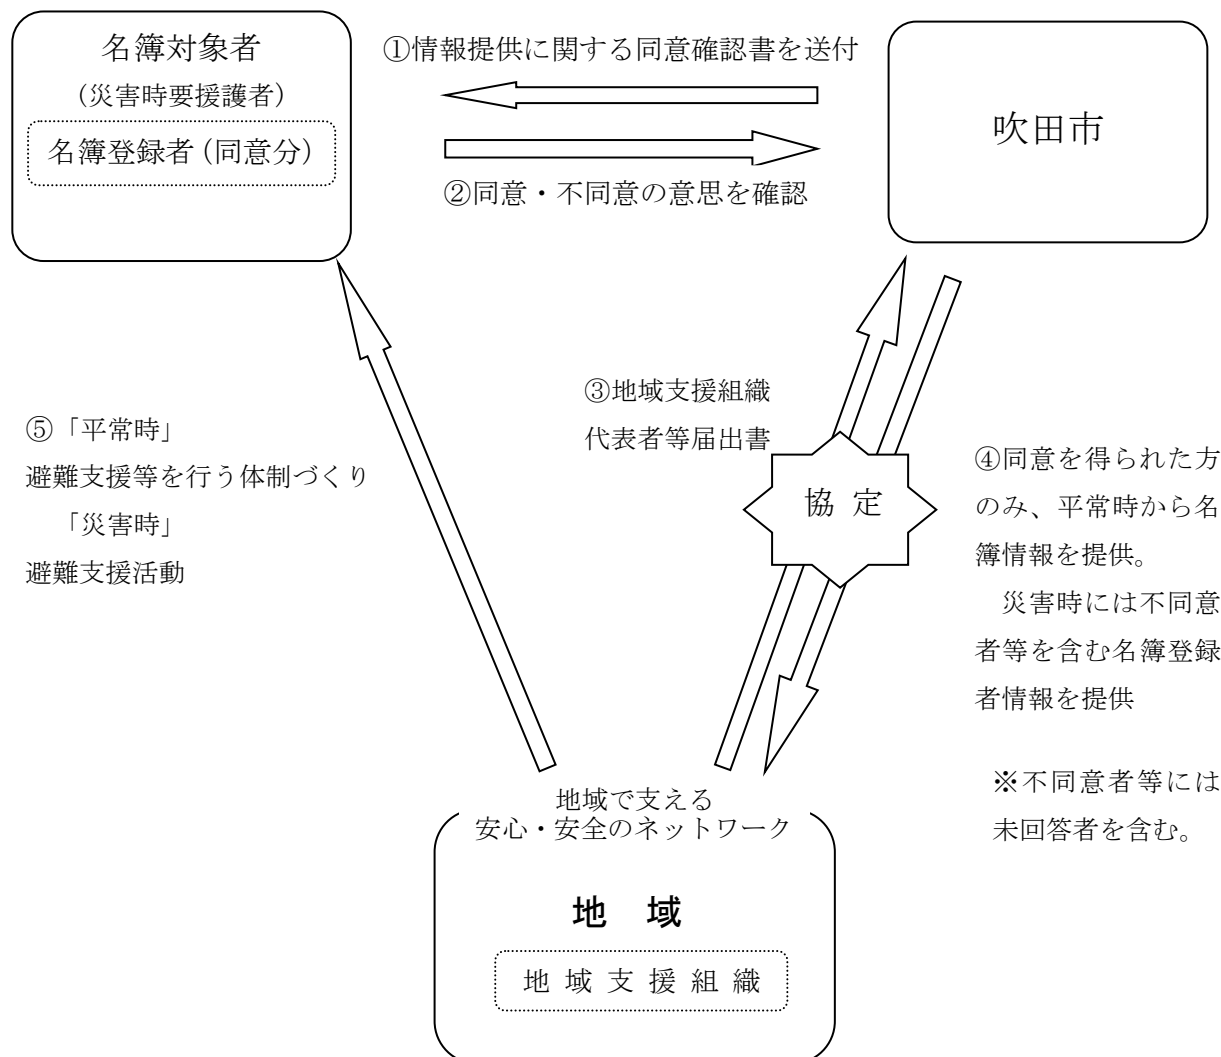 名簿対象者
（災害時要援護者）
名簿登録者（同意分）
①情報提供に関する同意確認書を送付
②同意・不同意の意思を確認
吹田市
③地域支援組織
代表者等届出書
協 定
④同意を得られた方
のみ、平常時から名
簿情報を提供。
災害時には不同意
者等を含む名簿登録
者情報を提供
※不同意者等には
未回答者を含む。
⑤「平常時」
避難支援等を行う体制づくり
「災害時」
避難支援活動
地域で支える
安心・安全のネットワーク
地 域
地 域 支 援 組 織